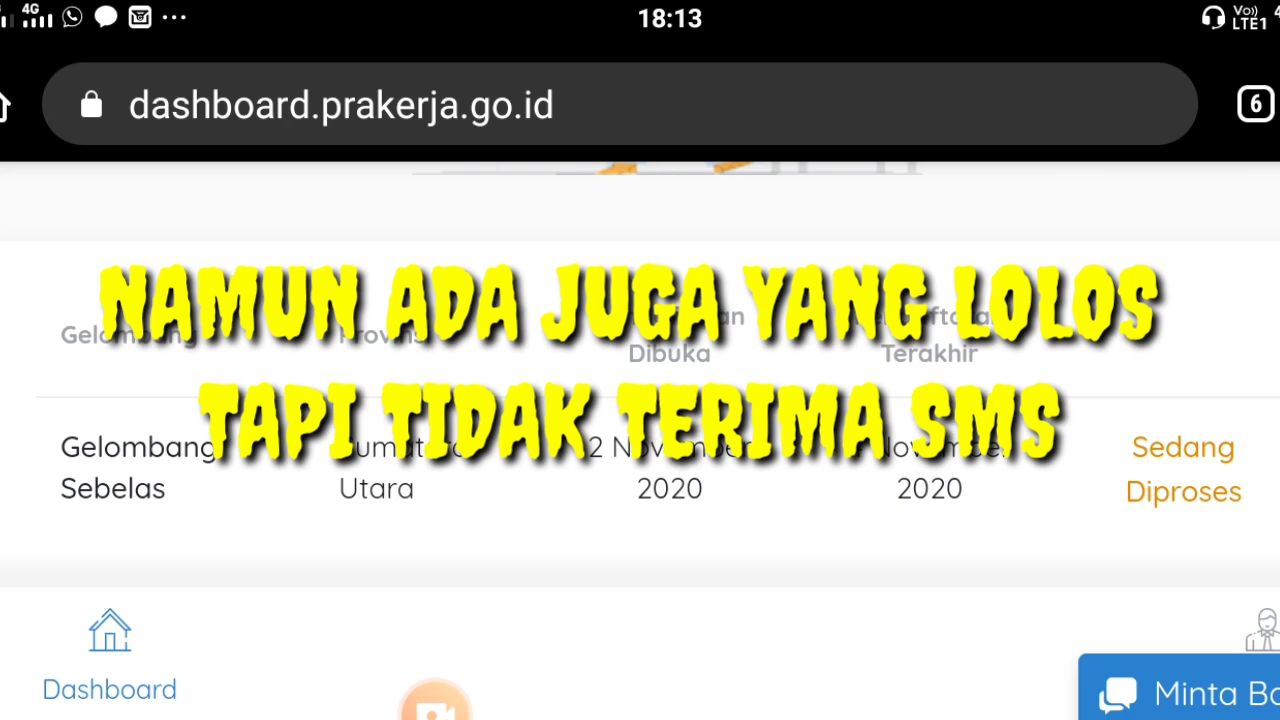 4G
18:13
Vo))
LTE1
dashboard.prakerja.go.id
6
NAMUN ADA JUGA YANG LOLOS
TAPI TIDAK TERIMA SMS
Gelombang
Dibuka
Terakhir
Gelombang
Sebelas
Utara
2020
2020
Sedang
Diproses
Dashboard
Minta